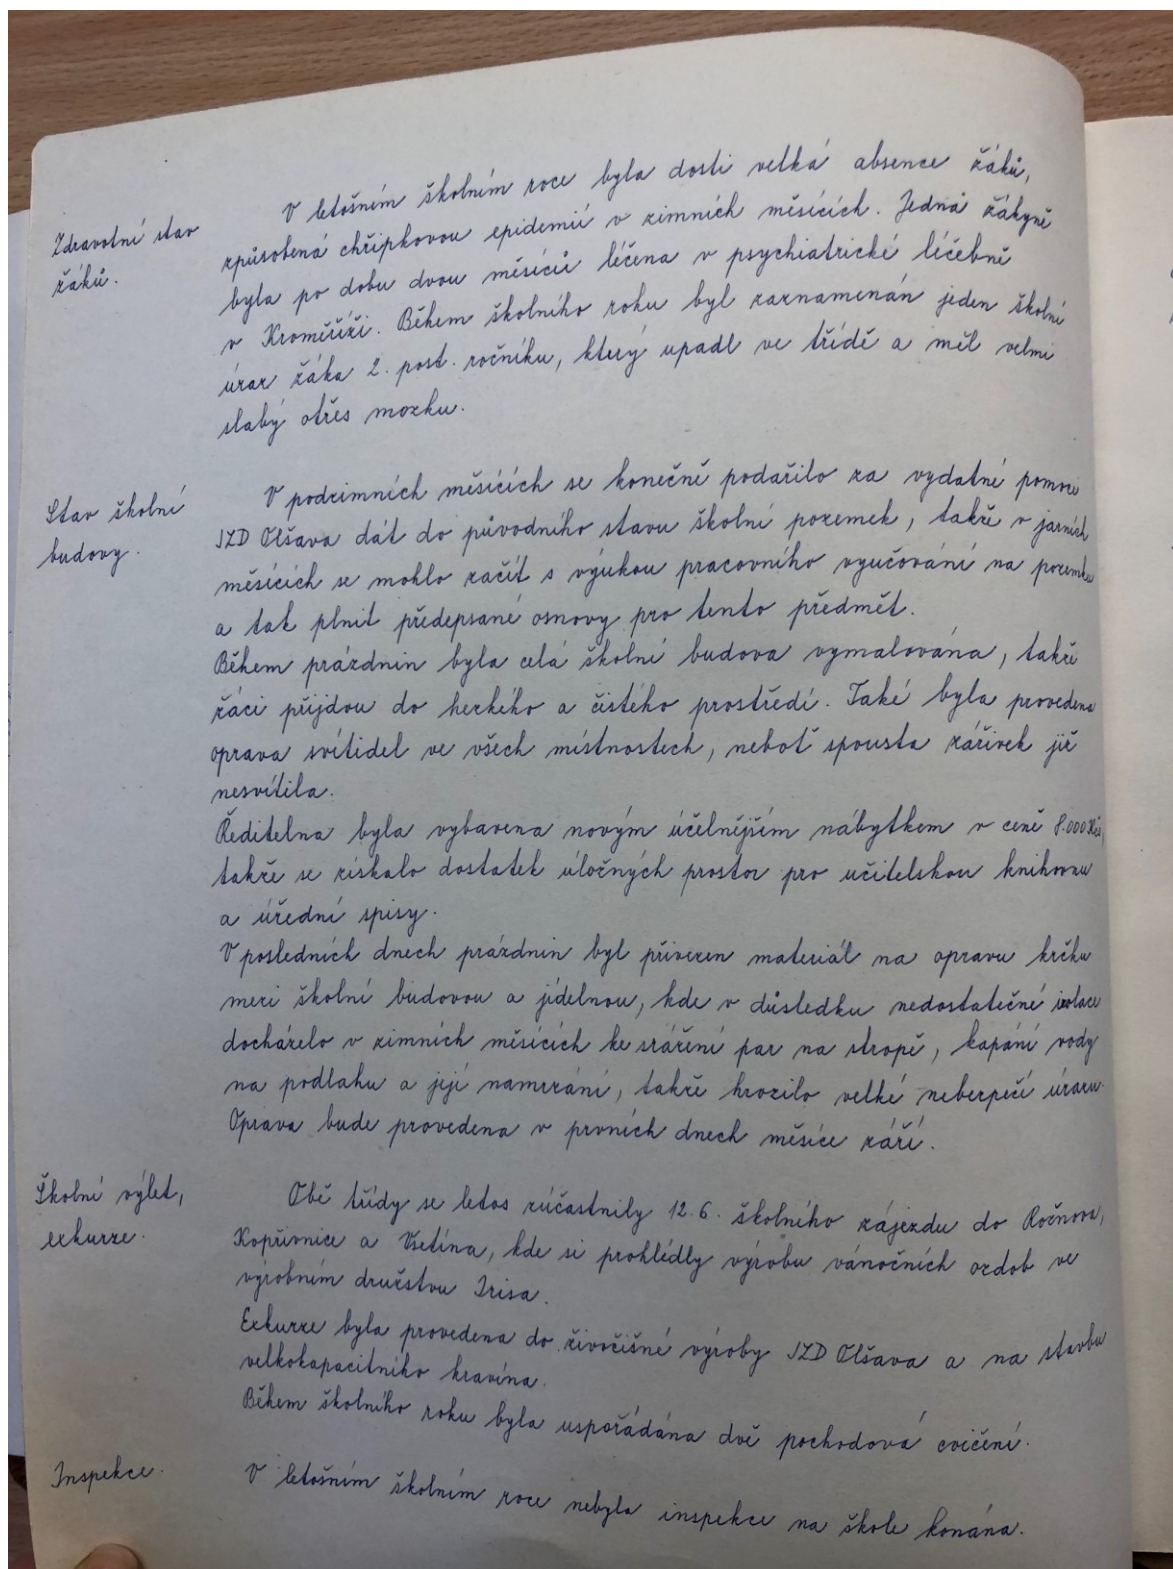 Zdravotní stav
žáků.
V letošním školním roce byla dosti velká absence žáků,
způsobená chřipkovou epidemií v zimních měsících. Jedna žákyně
byla po dobu dvou měsíců léčena v psychiatrické léčebně
v Kroměříži. Během školního roku byl zaznamenán jeden školní
úraz žáka 2. post. ročníku, který upadl ve třídě a měl velmi
slabý otřes mozku.
Stav školní
budovy.
V podzimních měsících se konečně podařilo za vydatné pomoci
JZD Olšava dát do původního stavu školní pozemek, takže v jarních
měsících se mohlo začít s výukou pracovního vyučování na pozemku
a tak plnit předepsané osnovy pro tento předmět.
Během prázdnin byla celá školní budova vymalována, takže
žáci přijdou do hezkého a čistého prostředí. Také byla provedena
oprava svítidel ve všech místnostech, neboť spousta zářivek již
nesvítila.
Ředitelna byla vybavena novým účelnějším nábytkem v ceně 8.000 Kčs,
takže se získalo dostatek úložných prostor pro učitelskou knihovnu
a úřední spisy.
V posledních dnech prázdnin byl přivezen materiál na opravu krčku
mezi školní budovou a jídelnou, kde v důsledku nedostatečné izolace
docházelo v zimních měsících ke srážení par na stropě, kapání vody
na podlahu a její namrzání, takže hrozilo velké nebezpečí úrazu.
Oprava bude provedena v prvních dnech měsíce září.
Školní výlet,
exkurze.
Obě třídy se letos zúčastnily 12.6. školního zájezdu do Rožnova,
Kopřivnice a Vsetína, kde si prohlédly výrobu vánočních ozdob ve
výrobním družstvu Irisa.
Exkurze byla provedena do živočišné výroby JZD Olšava a na stavbu
velkokapacitního kravína.
Během školního roku byla uspořádána dvě pochodová cvičení.
Inspekce.
V letošním školním roce nebyla inspekce na škole konána.